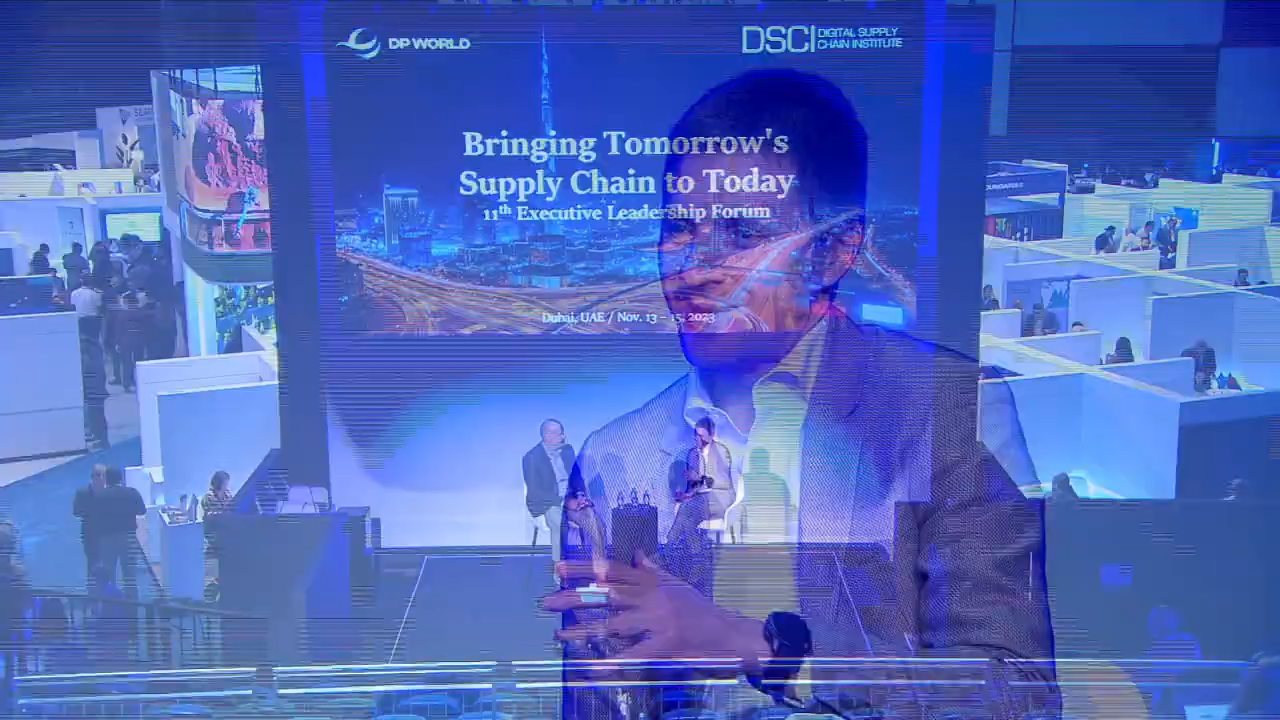 DP WORLD
DSCI DIGITAL SUPPLY
CHAIN INSTITUTE
Bringing Tomorrow's
Supply Chain to Today
11th Executive Leadership Forum
Dubai, UAE / Nov. 13 – 15, 2023